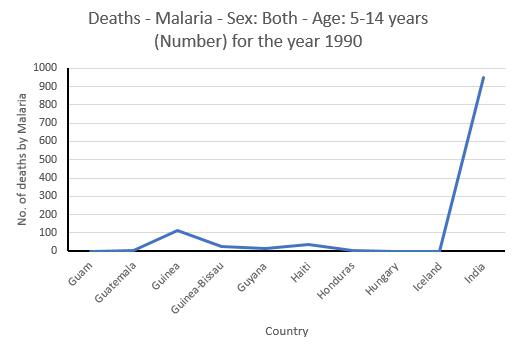 Deaths - Malaria - Sex: Both - Age: 5-14 years
(Number) for the year 1990
No. of deaths by Malaria
1000
900
800
700
600
500
400
300
200
100
0
Guam
Guatemala
Guinea
Guinea-Bissau
Guyana
Haiti
Honduras
Hungary
Iceland
India
Country